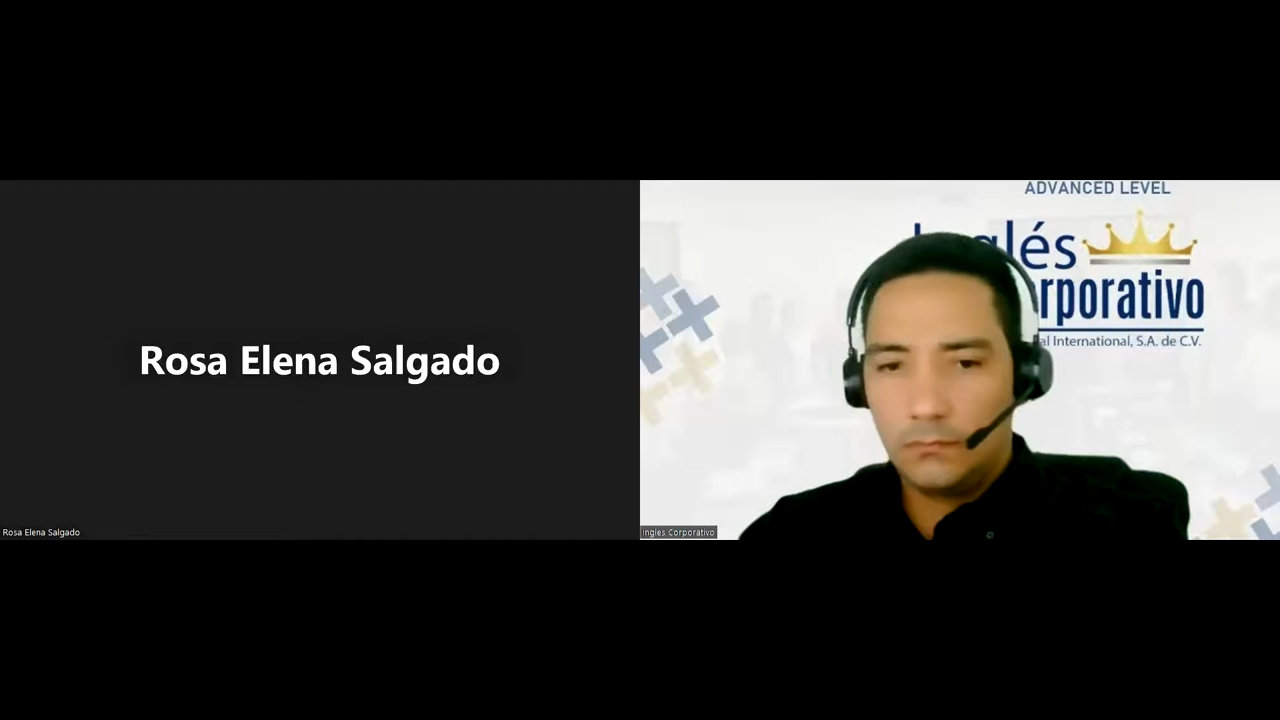 Rosa Elena Salgado
Rosa Elena Salgado
ADVANCED LEVEL
Inglés
rporativo
al International, S.A. de C.V.
Ingles Corporativo